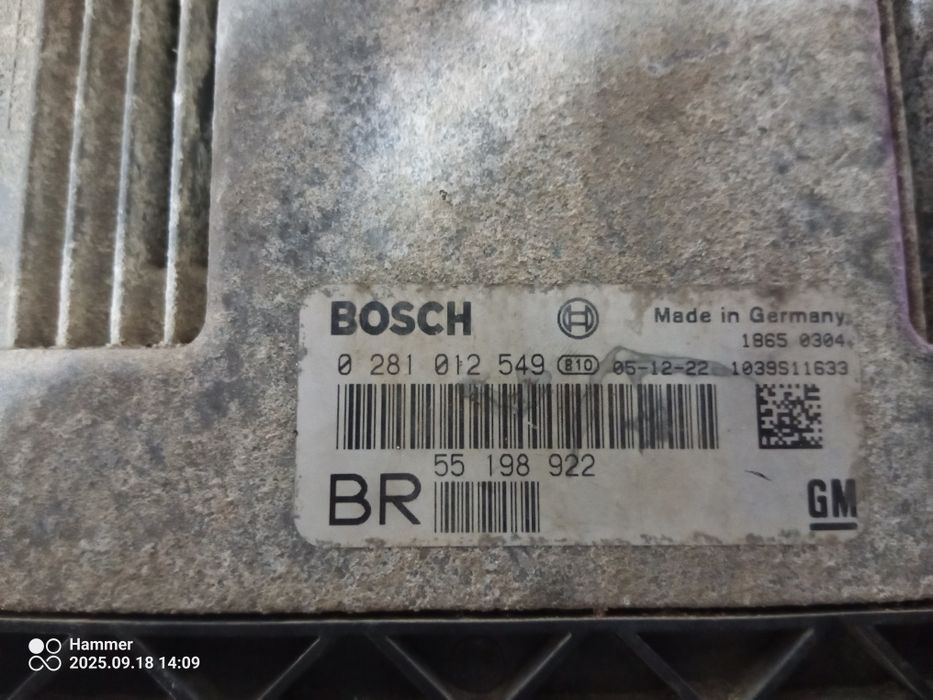 BOSCH Made in Germany
1865 0304
0 281 012 549 810 05-12-22 1039S11633
55 198 922
BR GM
Hammer
2025.09.18 14:09